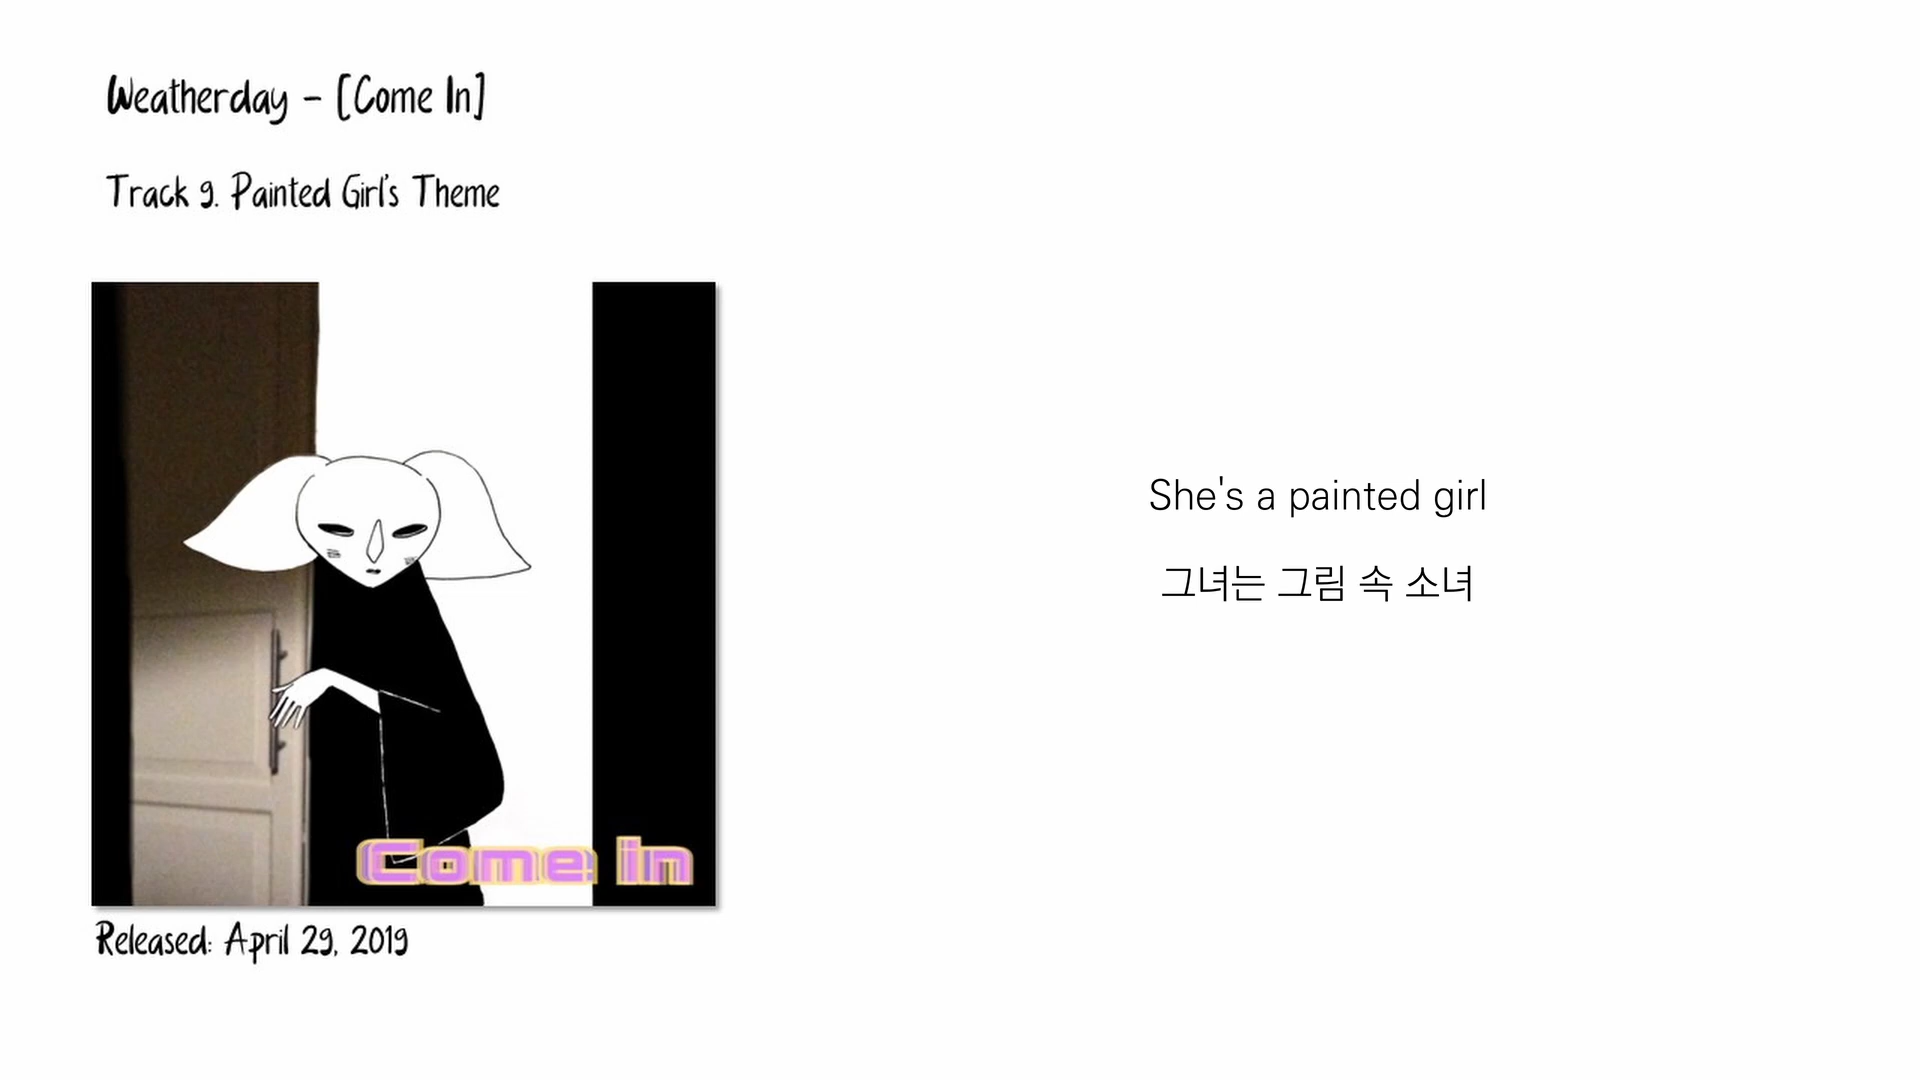 Weatherday - [Come In]
Track 9. Painted Girl's Theme
Come in
Released: April 29, 2019
She's a painted girl
그녀는 그림 속 소녀